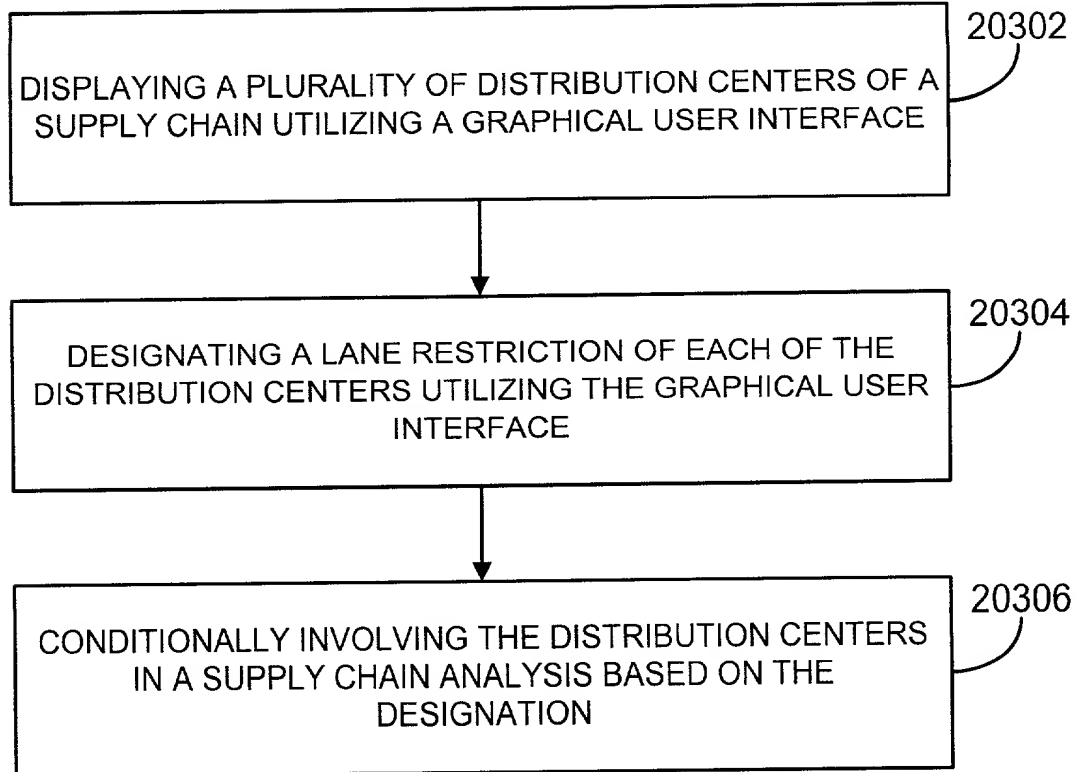 20302
DISPLAYING A PLURALITY OF DISTRIBUTION CENTERS OF A
SUPPLY CHAIN UTILIZING A GRAPHICAL USER INTERFACE
20304
DESIGNATING A LANE RESTRICTION OF EACH OF THE
DISTRIBUTION CENTERS UTILIZING THE GRAPHICAL USER
INTERFACE
20306
CONDITIONALLY INVOLVING THE DISTRIBUTION CENTERS
IN A SUPPLY CHAIN ANALYSIS BASED ON THE
DESIGNATION